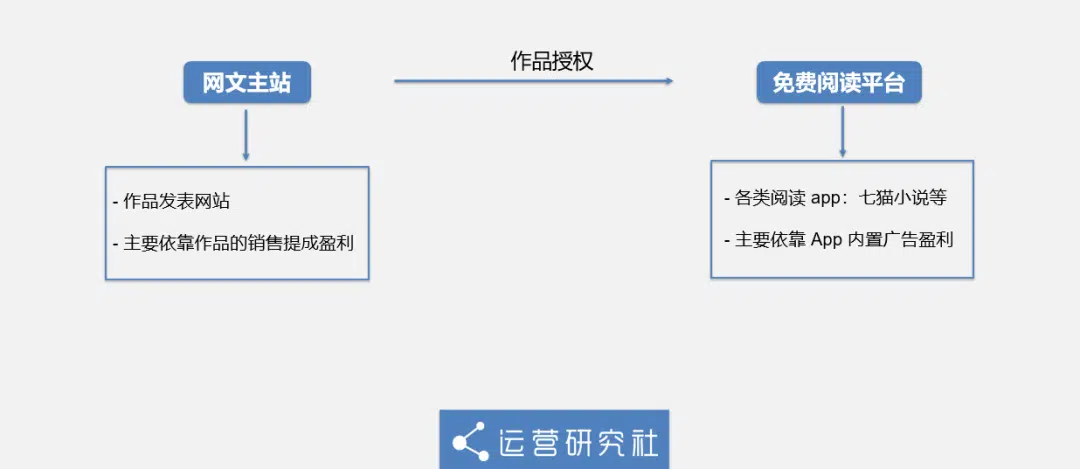 作品授权
网文主站
免费阅读平台
- 作品发表网站
- 主要依靠作品的销售提成盈利
- 各类阅读 app：七猫小说等
- 主要依靠 App 内置广告盈利
运营研究社